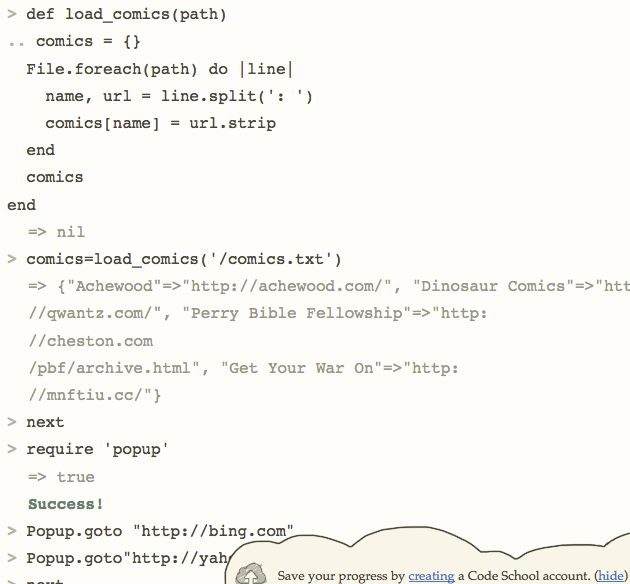 > def load_comics(path)
.. comics = {}
File.foreach(path) do |line|
name, url = line.split(': ')
comics[name] = url.strip
end
comics
end
=> nil
> comics=load_comics('/comics.txt')
=> {"Achewood"=>"http://achewood.com/", "Dinosaur Comics"=>"htt
//qwantz.com/", "Perry Bible Fellowship"=>"http:
//cheston.com
/pbf/archive.html", "Get Your War On"=>"http:
//mnftiu.cc/"}
> next
> require 'popup'
=> true
Success!
> Popup.goto "http://bing.com"
> Popup.goto"http://yah
Save your progress by creating a Code School account. (hide)
> next